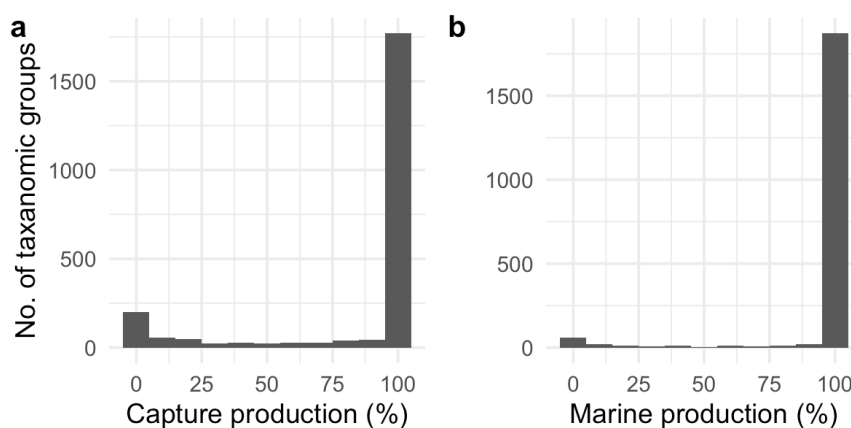 a
No. of taxanomic groups
1500
1000
500
0
0 25 50 75 100
Capture production (%)
b
1500
1000
500
0
0 25 50 75 100
Marine production (%)